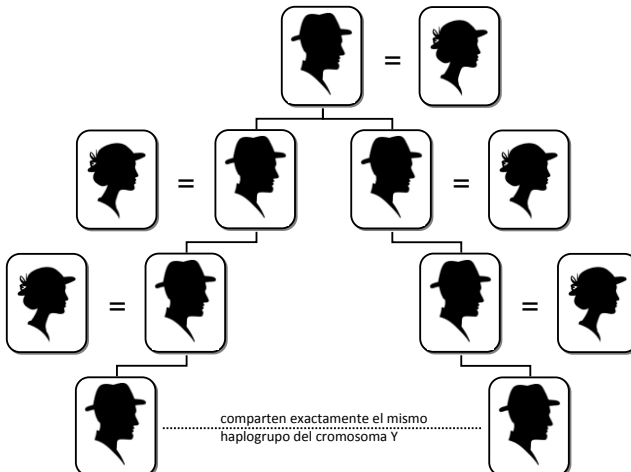 =
= =
= =
comparten exactamente el mismo
haplogrupo del cromosoma Y